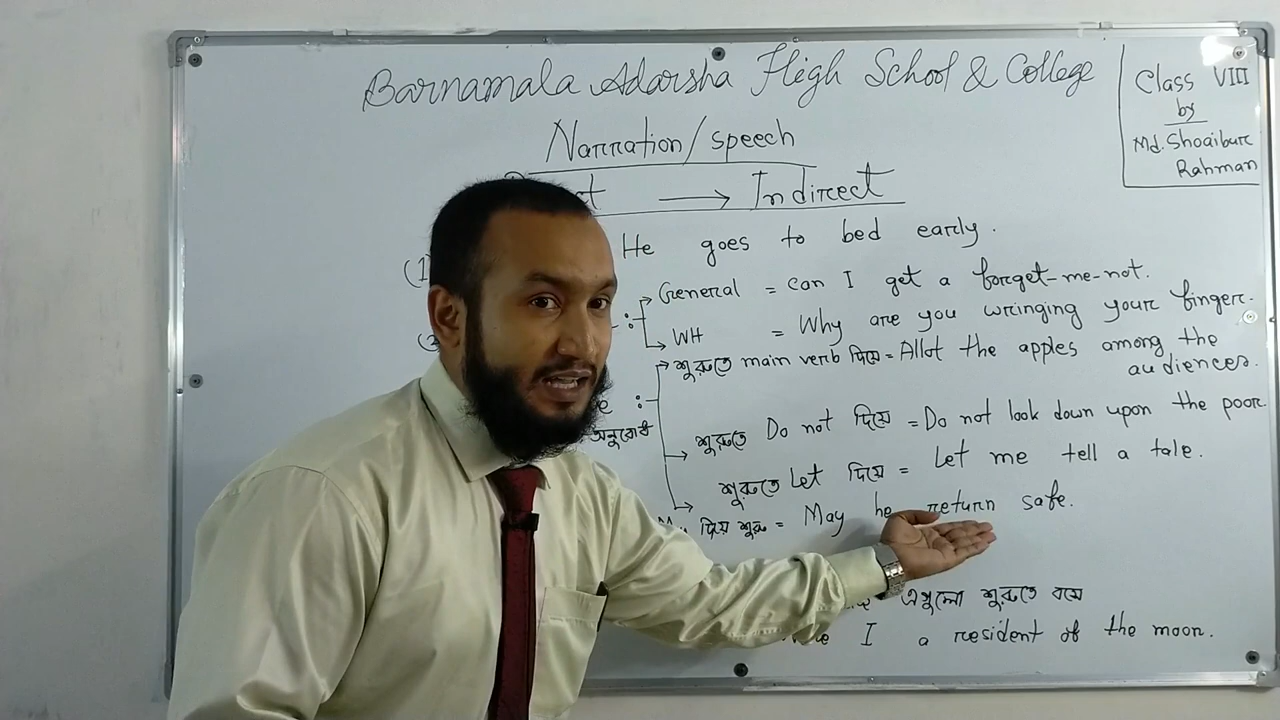 Barnamala Adarsha High School & College
Class VIII
by
Md. Shoaibur
Rahman
Narration/speech
→ Indirect
(1) He goes to bed early.
General = can I get a forget-me-not.
WH = Why are you wringing your finger.
শুরুতে main verb দিয়ে = Allot the apples among the
audiences.
অনুরোধ
শুরুতে Do not দিয়ে = Do not look down upon the poor.
শুরুতে Let দিয়ে = Let me tell a tale.
দিয়ে শুরু = May he return safe.
এগুলো শুরুতে বসে
I a resident of the moon.